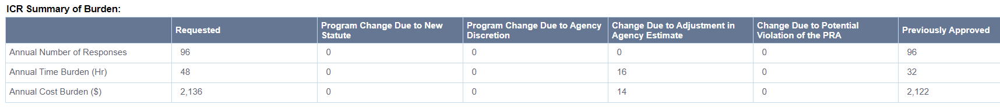 ICR Summary of Burden:
Requested
Program Change Due to New
Statute
Program Change Due to Agency
Discretion
Change Due to Adjustment in
Agency Estimate
Change Due to Potential
Violation of the PRA
Previously Approved
Annual Number of Responses 96 0 0 0 0 96
Annual Time Burden (Hr) 48 0 0 16 0 32
Annual Cost Burden ($) 2,136 0 0 14 0 2,122